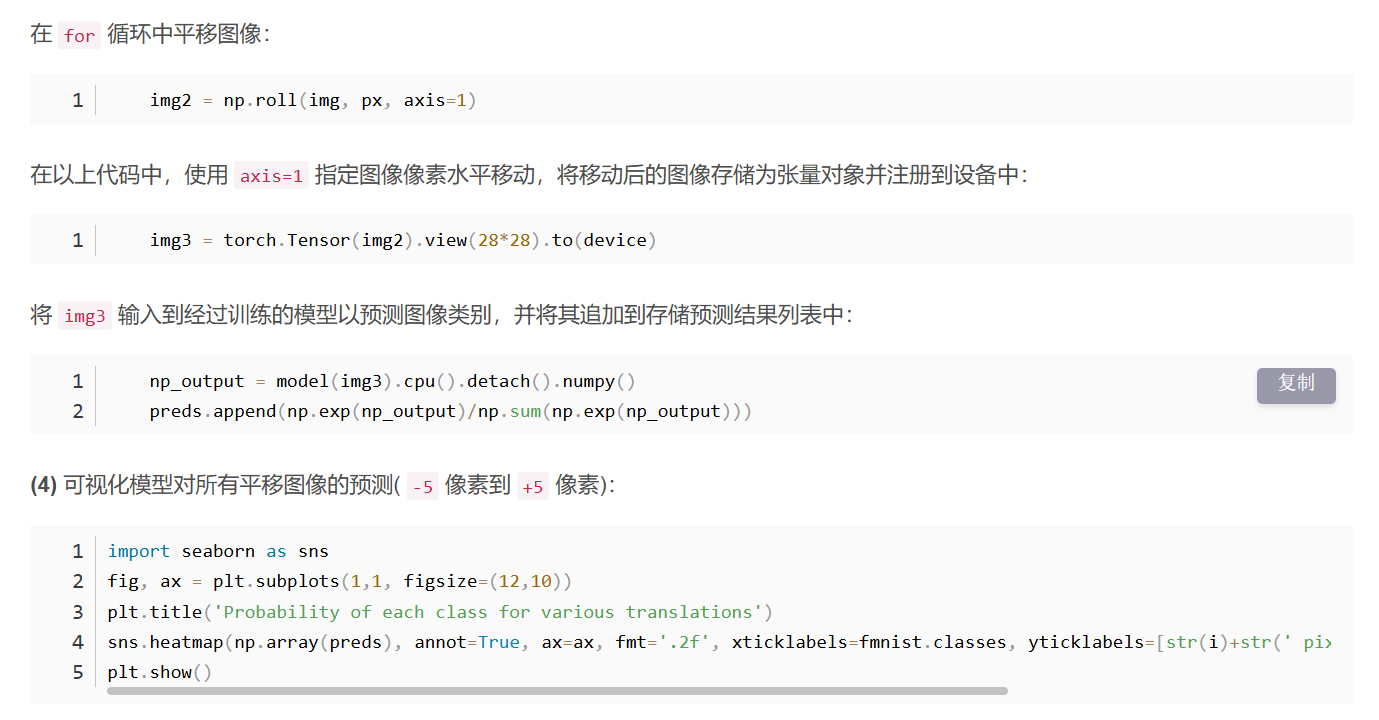 在 for 循环中平移图像：
1 img2 = np.roll(img, px, axis=1)
在以上代码中，使用 axis=1 指定图像像素水平移动，将移动后的图像存储为张量对象并注册到设备中：
1 img3 = torch.Tensor(img2).view(28*28).to(device)
将 img3 输入到经过训练的模型以预测图像类别，并将其追加到存储预测结果列表中：
1 np_output = model(img3).cpu().detach().numpy()
复制
2 preds.append(np.exp(np_output)/np.sum(np.exp(np_output)))
(4) 可视化模型对所有平移图像的预测( -5 像素到 +5 像素)：
1 import seaborn as sns
2 fig, ax = plt.subplots(1,1, figsize=(12,10))
3 plt.title('Probability of each class for various translations')
4 sns.heatmap(np.array(preds), annot=True, ax=ax, fmt='.2f', xticklabels=fmnist.classes, yticklabels=[str(i)+str(' pi
5 plt.show()